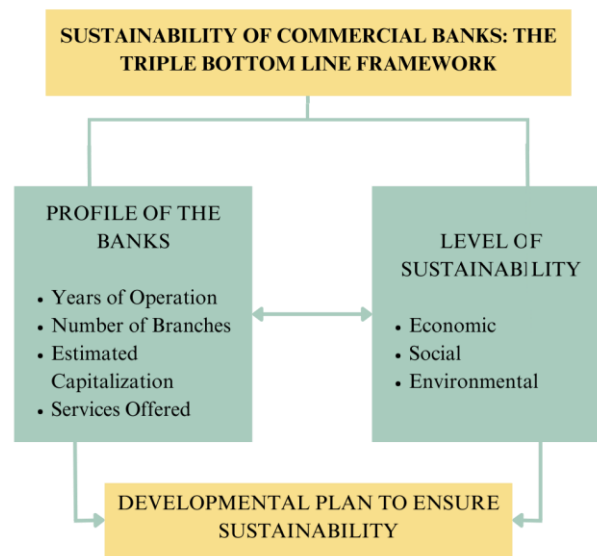 SUSTAINABILITY OF COMMERCIAL BANKS: THE
TRIPLE BOTTOM LINE FRAMEWORK
PROFILE OF THE
BANKS
• Years of Operation
• Number of Branches
• Estimated
Capitalization
• Services Offered
LEVEL OF
SUSTAINABILITY
• Economic
• Social
• Environmental
DEVELOPMENTAL PLAN TO ENSURE
SUSTAINABILITY